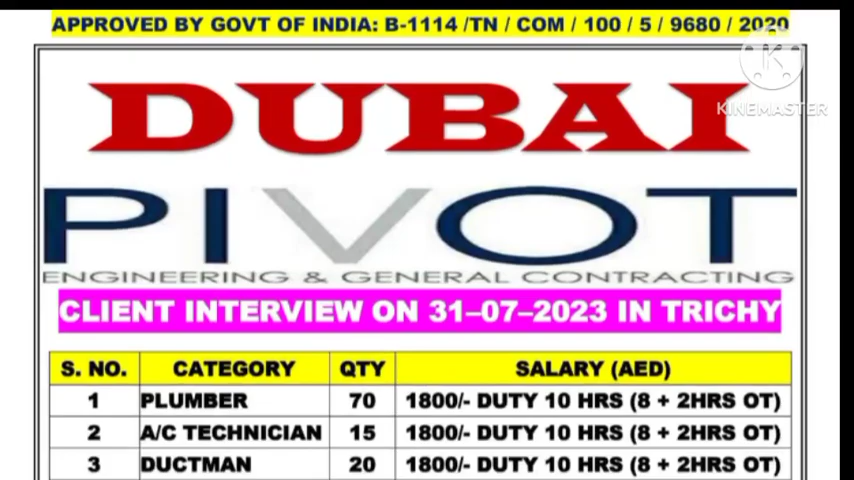 APPROVED BY GOVT OF INDIA: B-1114 /TN / COM / 100 / 5 / 9680 / 2020
KINEMASTER
DUBAI
PIVOT
ENGINEERING & GENERAL CONTRACTING
CLIENT INTERVIEW ON 31–07–2023 IN TRICHY
S. NO. CATEGORY QTY SALARY (AED)
1 PLUMBER 70 1800/- DUTY 10 HRS (8 + 2HRS OT)
2 A/C TECHNICIAN 15 1800/- DUTY 10 HRS (8 + 2HRS OT)
3 DUCTMAN 20 1800/- DUTY 10 HRS (8 + 2HRS OT)